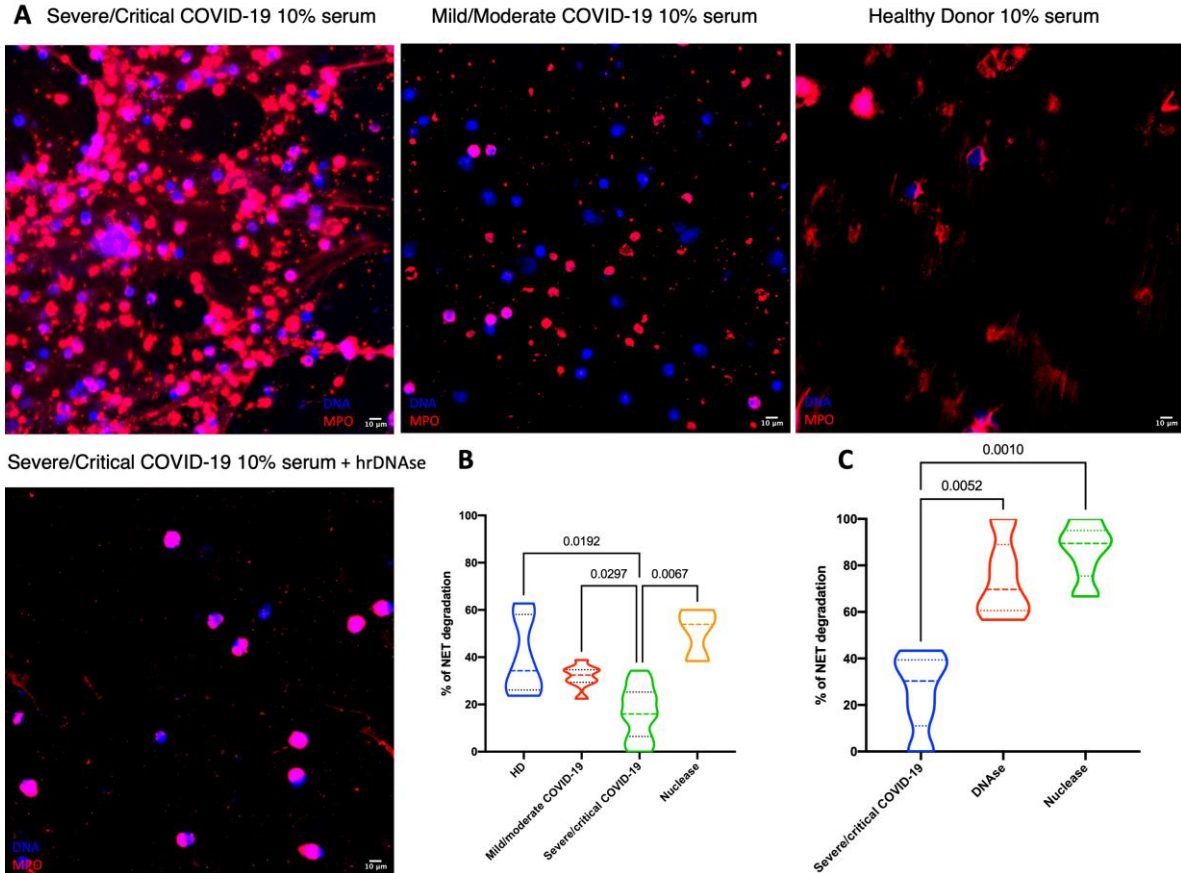 A
Severe/Critical COVID-19 10% serum
Mild/Moderate COVID-19 10% serum
Healthy Donor 10% serum
DNA
MPO
10 µm
DNA
MPO
10 µm
DNA
MPO
10 µm
Severe/Critical COVID-19 10% serum + hrDNAse
DNA
MPO
10 µm
B
0.0192
0.0297
0.0067
% of NET degradation
100
80
60
40
20
0
HD
Mild/moderate COVID-19
Severe/critical COVID-19
Nuclease
C
0.0010
0.0052
% of NET degradation
100
80
60
40
20
0
Severe/critical COVID-19
DNAse
Nuclease